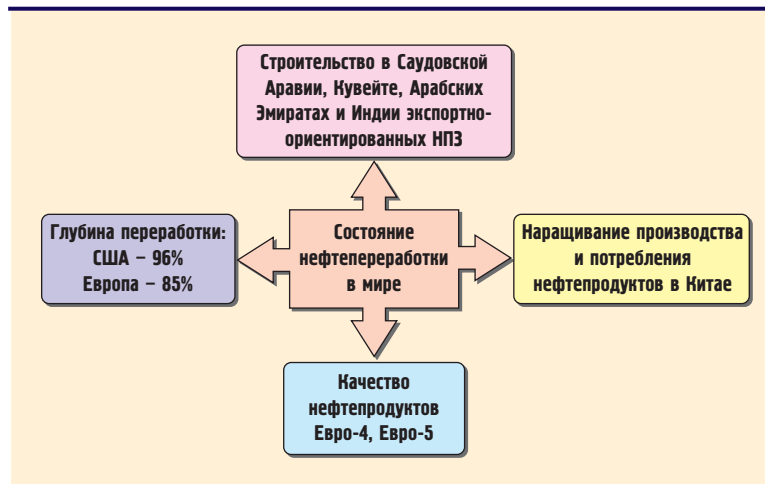 Строительство в Саудовской
Аравии, Кувейте, Арабских
Эмиратах и Индии экспортно-
ориентированных НПЗ
Глубина переработки:
США – 96%
Европа – 85%
Состояние
нефтепереработки
в мире
Наращивание производства
и потребления
нефтепродуктов в Китае
Качество
нефтепродуктов
Евро-4, Евро-5